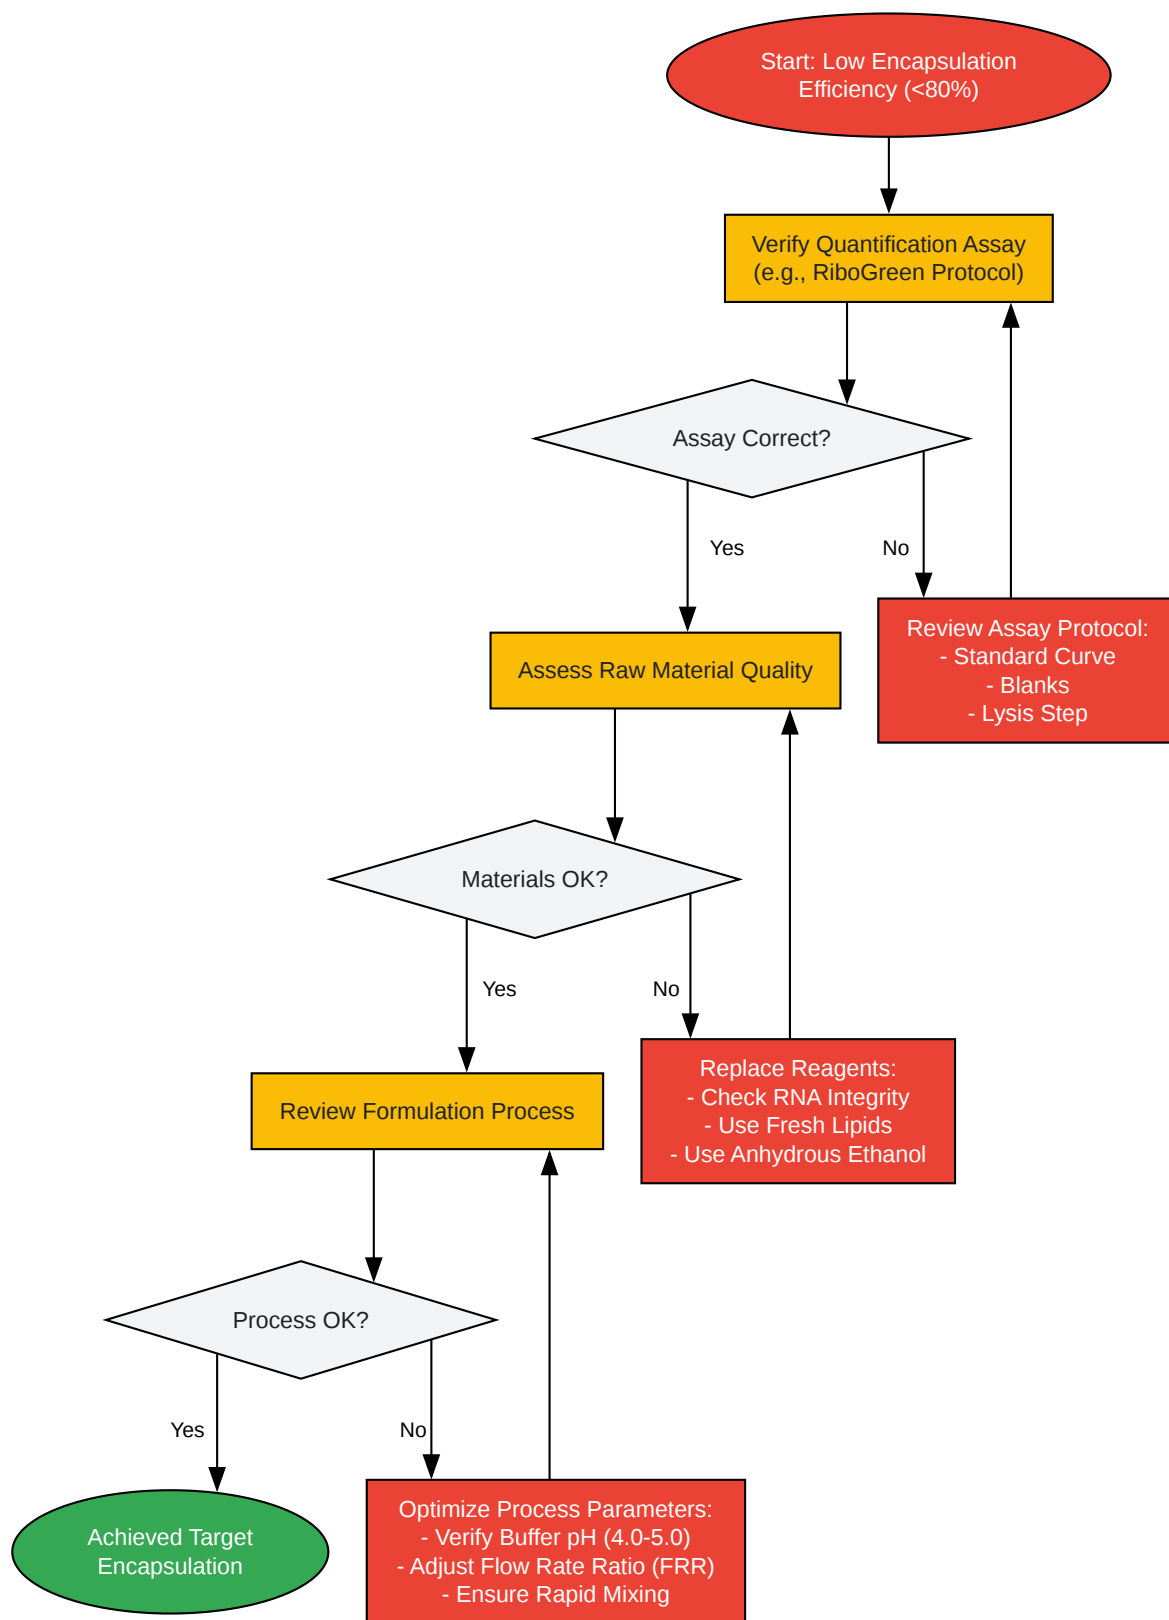 Start: Low Encapsulation
Efficiency (<80%)
Verify Quantification Assay
(e.g., RiboGreen Protocol)
Assay Correct?
Yes
No
Review Assay Protocol:
- Standard Curve
- Blanks
- Lysis Step
Assess Raw Material Quality
Materials OK?
Yes
No
Replace Reagents:
- Check RNA Integrity
- Use Fresh Lipids
- Use Anhydrous Ethanol
Review Formulation Process
Process OK?
Yes
No
Achieved Target
Encapsulation
Optimize Process Parameters:
- Verify Buffer pH (4.0-5.0)
- Adjust Flow Rate Ratio (FRR)
- Ensure Rapid Mixing